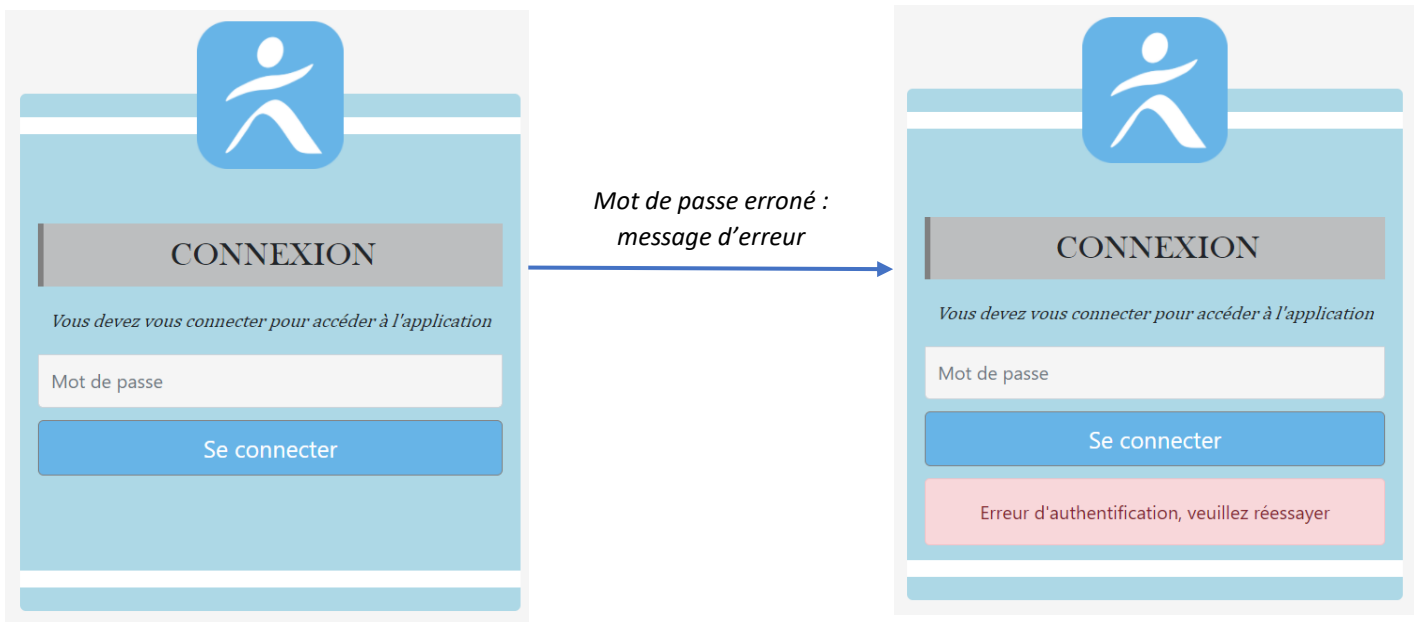 CONNEXION
Vous devez vous connecter pour accéder à l'application
Mot de passe
Se connecter
Mot de passe erroné :
message d’erreur
CONNEXION
Vous devez vous connecter pour accéder à l'application
Mot de passe
Se connecter
Erreur d'authentification, veuillez réessayer